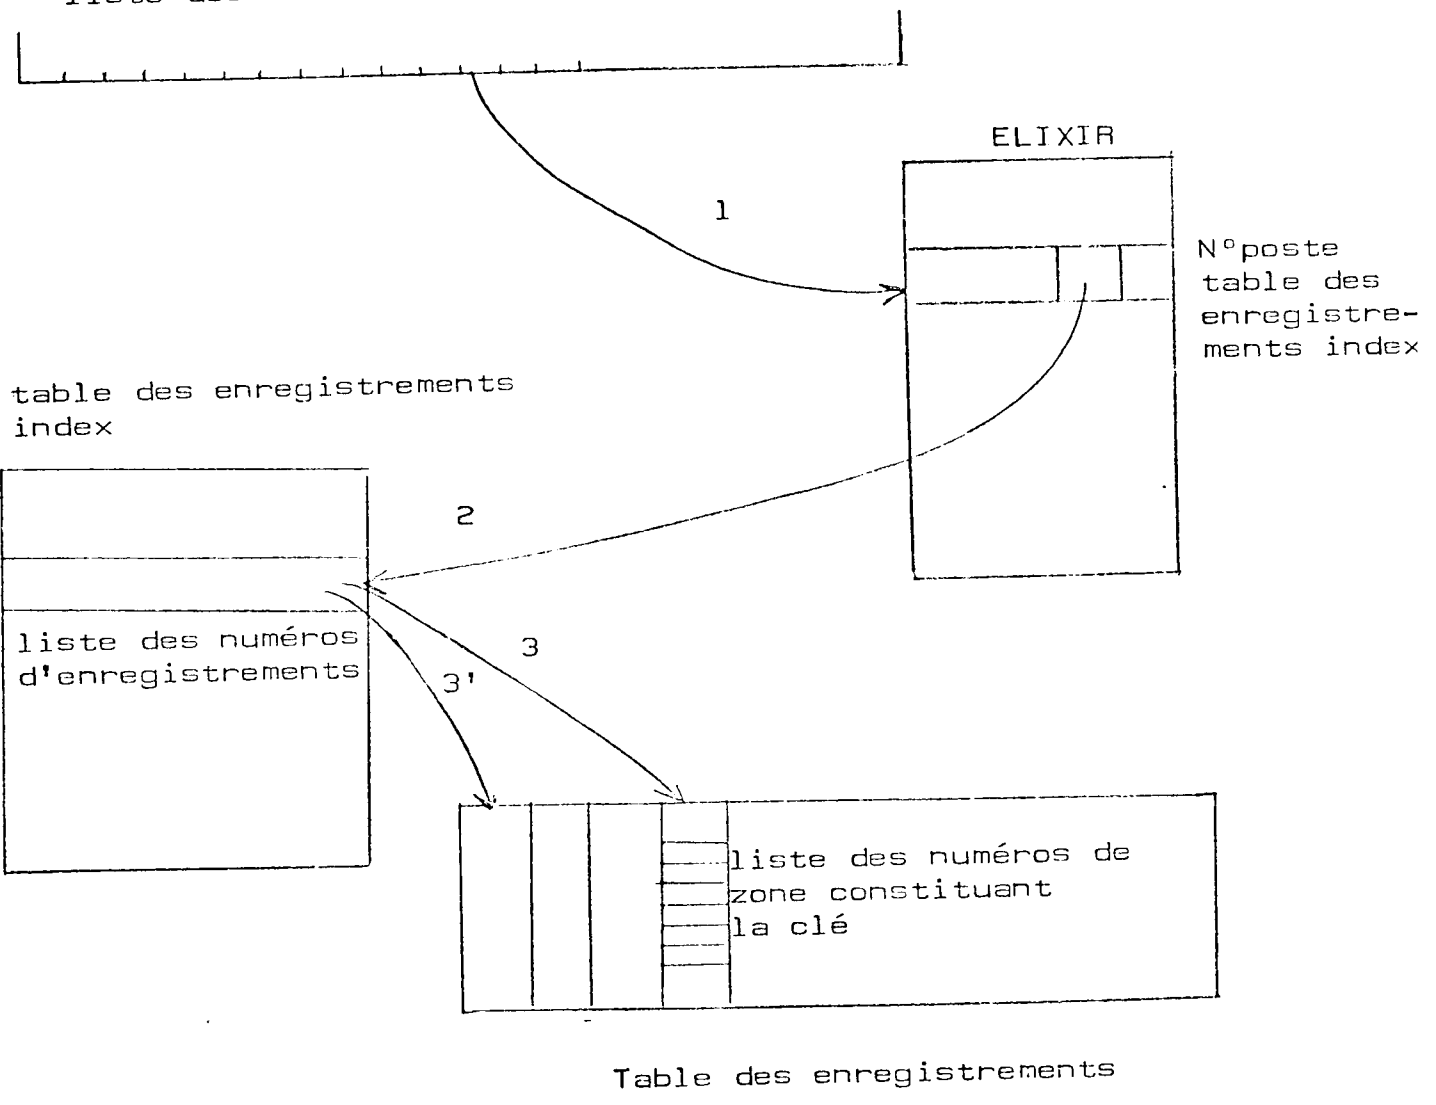 liste
ELIXIR
1
N°poste
table des
enregistre-
ments index
table des enregistrements
index
2
liste des numéros
d'enregistrements
3
3'
liste des numéros de
zone constituant
la clé
Table des enregistrements